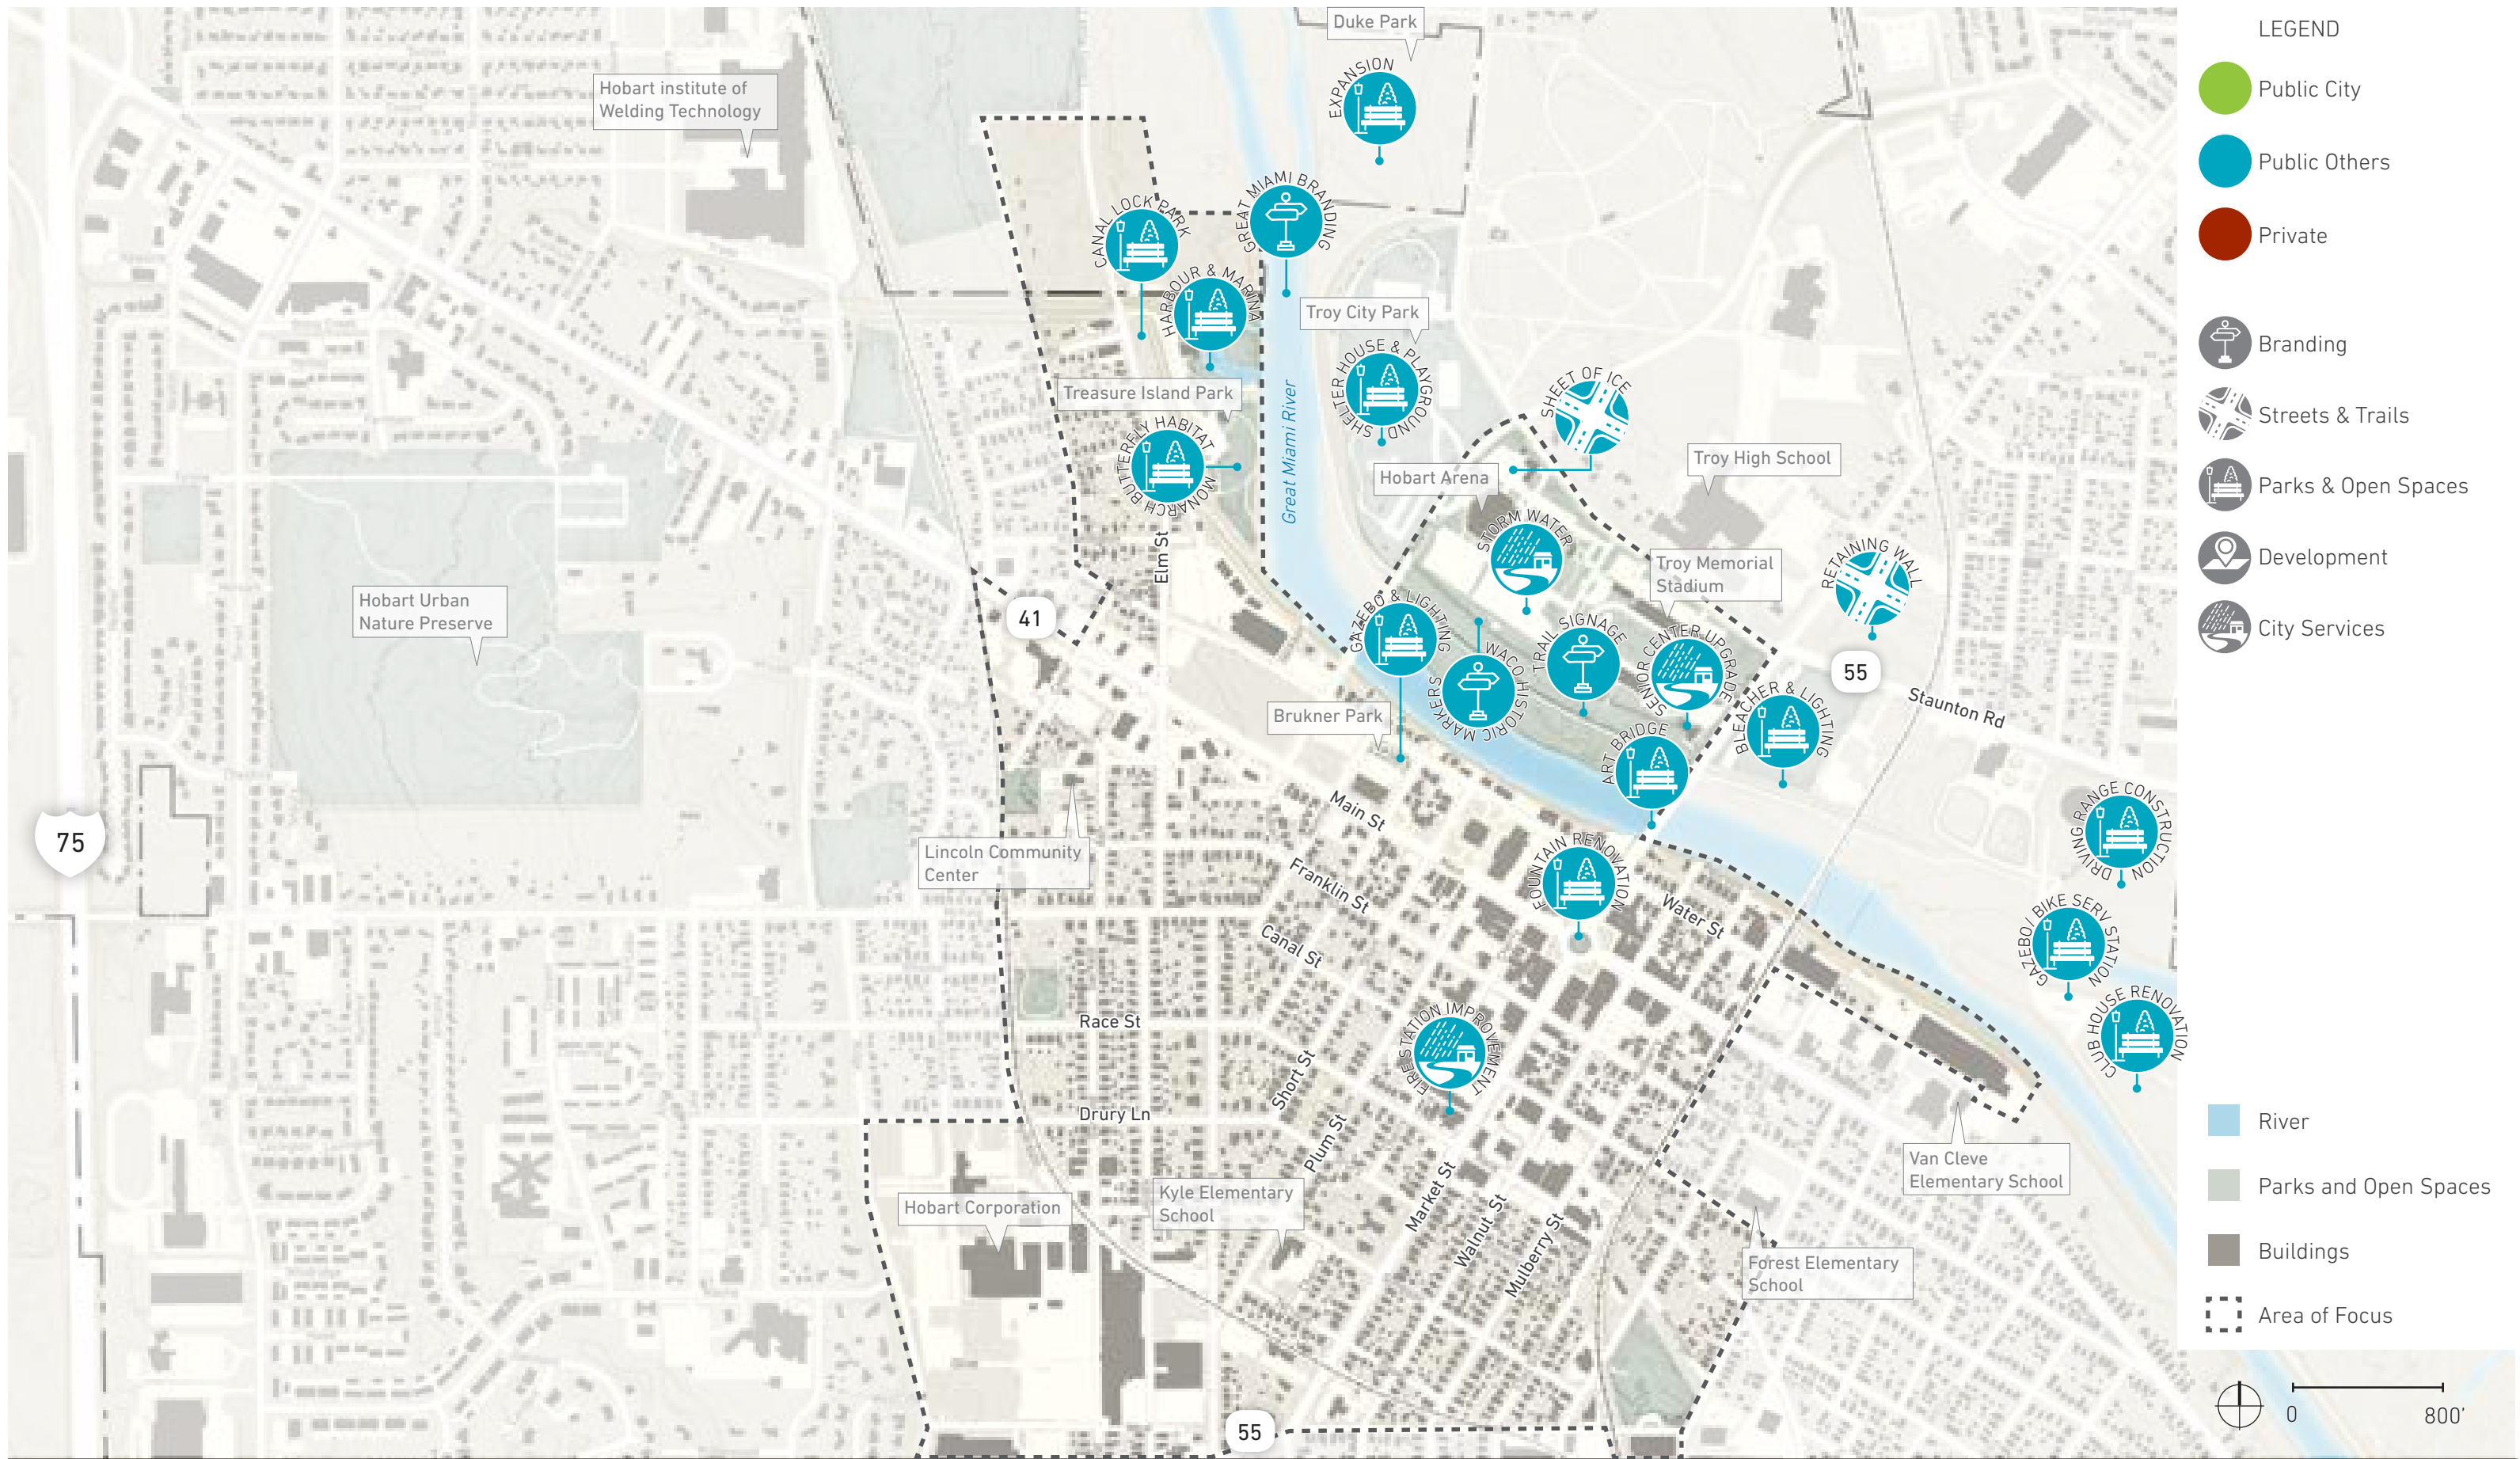 Duke Park
EXPANSION
Hobart institute of
Welding Technology
GREAT MIAMI BRANDING
CANAL LOCK PARK
HARBOUR & MARINA
Troy City Park
SHELTER HOUSE & PLAYGROUND
Treasure Island Park
SHEET OF ICE
Great Miami River
MONARCH BUTTERFLY HABITAT
Hobart Arena
Troy High School
STORM WATER
Elm St
Troy Memorial
Stadium
RETAINING WALL
Hobart Urban
Nature Preserve
41
GAZEBO & LIGHTING
WACO HISTORIC MARKERS
TRAIL SIGNAGE
SENIOR CENTER UPGRADE
55
Staunton Rd
Brukner Park
BLEACHER & LIGHTING
ART BRIDGE
75
Main St
DRIVING RANGE CONSTRUCTION
Lincoln Community
Center
Franklin St
FOUNTAIN RENOVATION
Water St
Canal St
GAZEBO/ BIKE SERV STATION
CLUB HOUSE RENOVATION
Race St
FIRESTATION IMPROVEMENT
Short St
Drury Ln
Plum St
Van Cleve
Elementary School
Hobart Corporation
Kyle Elementary
School
Market St
Walnut St
Mulberry St
Forest Elementary
School
55
LEGEND
Public City
Public Others
Private
Branding
Streets & Trails
Parks & Open Spaces
Development
City Services
River
Parks and Open Spaces
Buildings
Area of Focus
0
800'